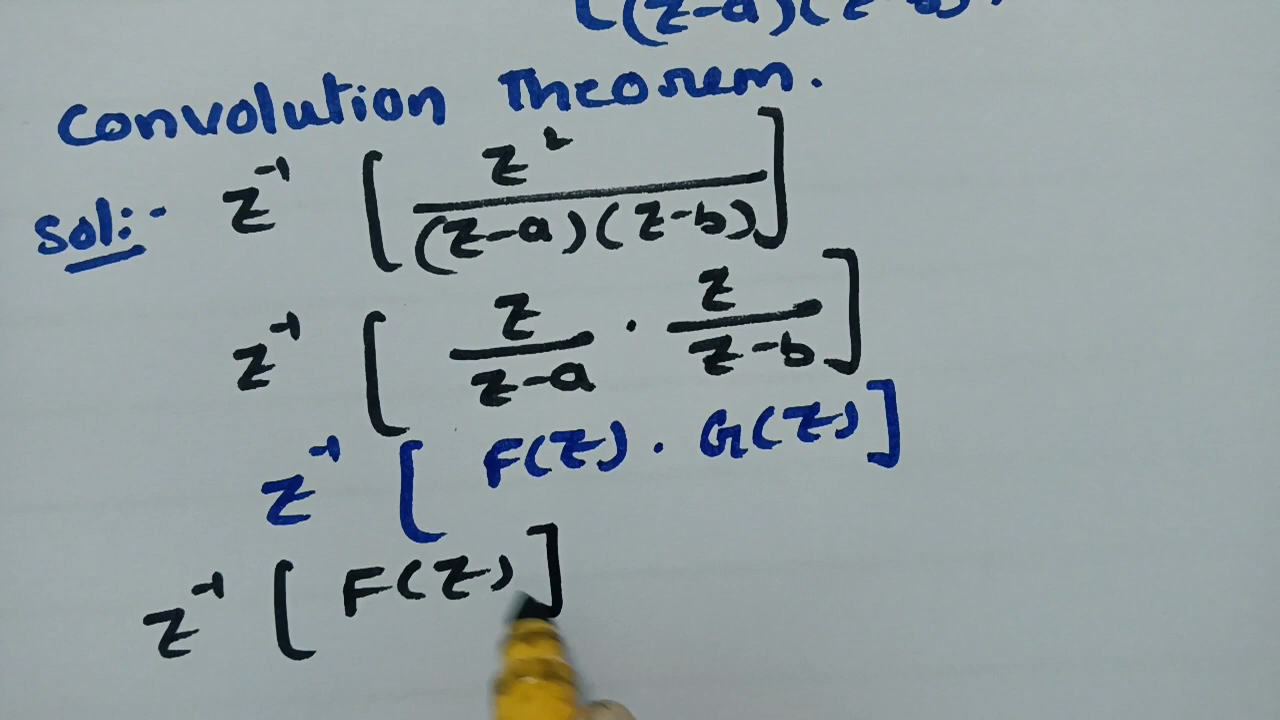 [(z-a)(z-b)]
Convolution Theorem.
Sol:- z⁻¹ [ z² / (z-a)(z-b) ]
z⁻¹ [ z/z-a . z/z-b ]
z⁻¹ [ F(z) . G(z) ]
z⁻¹ [ F(z) ]